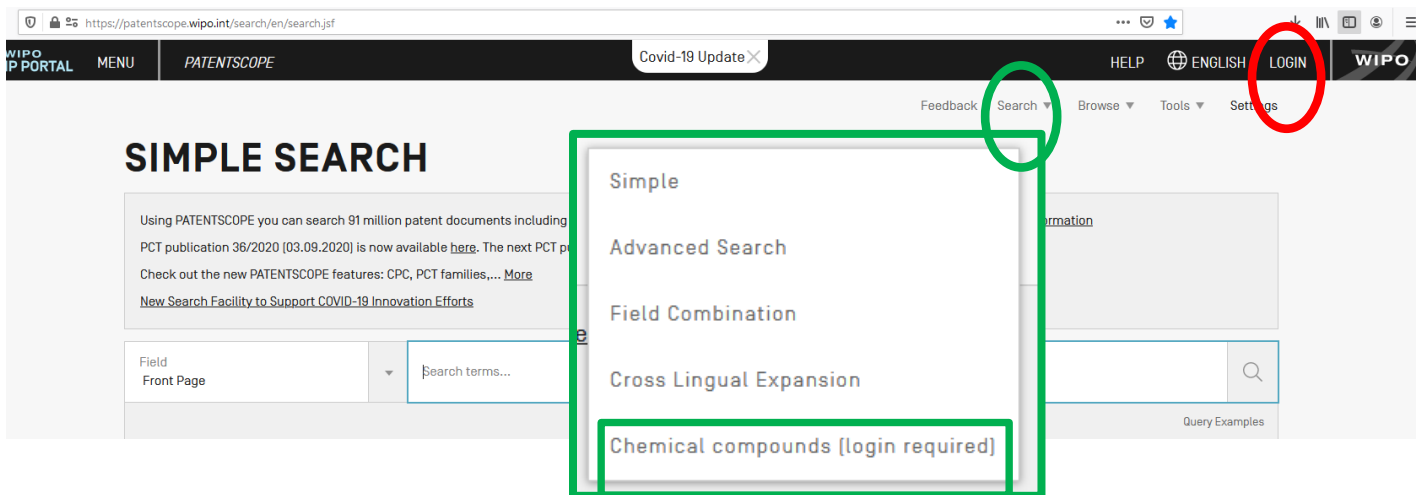 https://patentscope.wipo.int/search/en/search.jsf
WIPO
IP PORTAL MENU PATENTSCOPE Covid-19 Update HELP ENGLISH LOGIN WIPO
Feedback Search Browse Tools Settings
SIMPLE SEARCH
Using PATENTSCOPE you can search 91 million patent documents including
PCT publication 36/2020 [03.09.2020] is now available here. The next PCT
Check out the new PATENTSCOPE features: CPC, PCT families,... More
New Search Facility to Support COVID-19 Innovation Efforts
Simple
Advanced Search
Field Combination
Cross Lingual Expansion
Chemical compounds (login required)
Field
Front Page
Search terms...
Query Examples